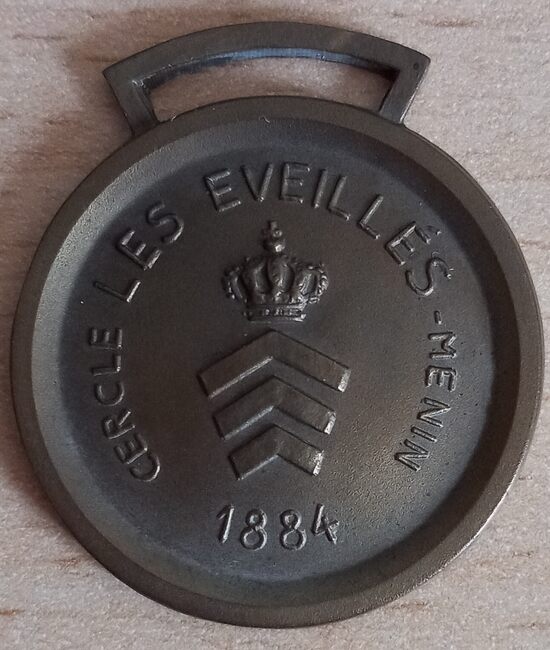 CERCLE LES EVEILLÉS - MENIN
1884